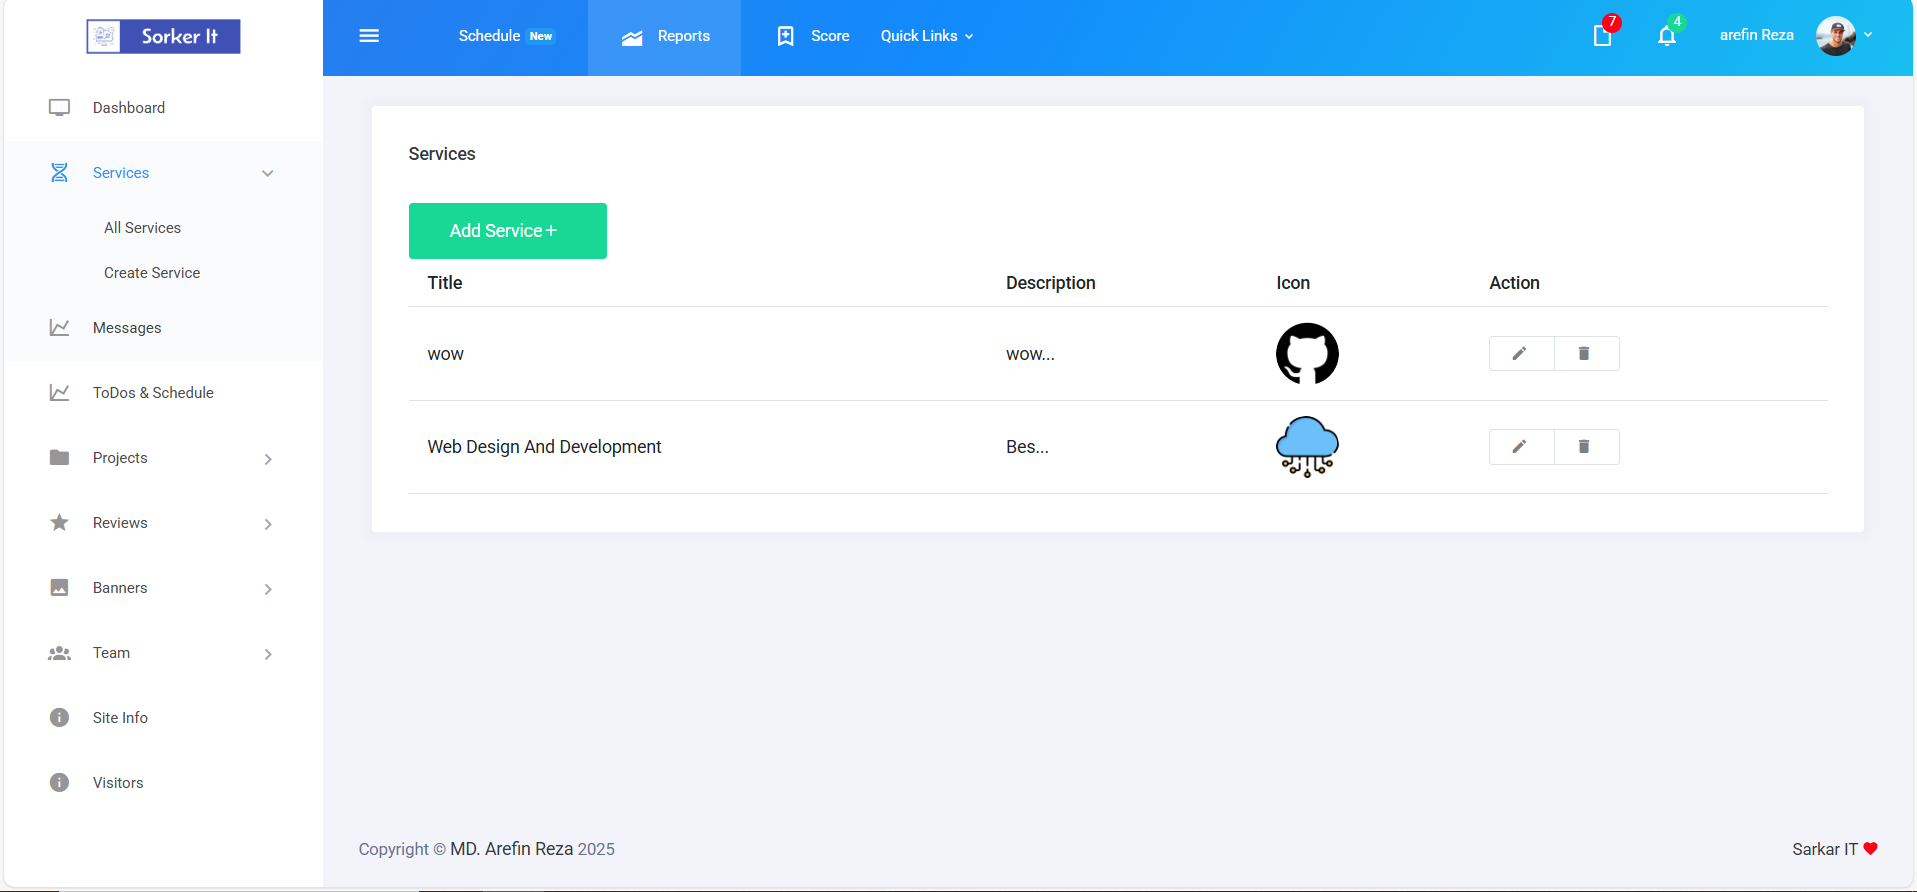 Sorker It
Schedule New
Reports
Score
Quick Links
7
4
arefin Reza
Dashboard
Services
All Services
Create Service
Messages
ToDos & Schedule
Projects
Reviews
Banners
Team
Site Info
Visitors
Services
Add Service+
Title Description Icon Action
wow wow...
Web Design And Development Bes...
Copyright © MD. Arefin Reza 2025
Sarkar IT